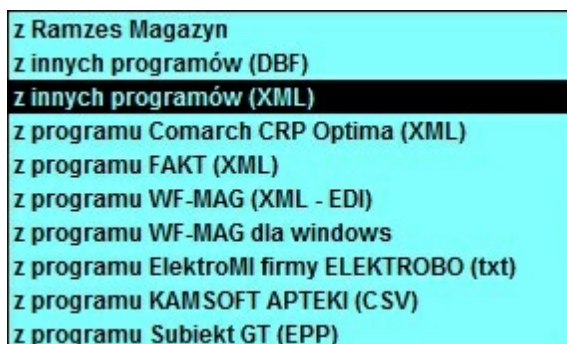 z Ramzes Magazyn
z innych programów (DBF)
z innych programów (XML)
z programu Comarch CRP Optima (XML)
z programu FAKT (XML)
z programu WF-MAG (XML - EDI)
z programu WF-MAG dla windows
z programu ElektroMI firmy ELEKTROBO (txt)
z programu KAMSOFT APTEKI (CSV)
z programu Subiekt GT (EPP)